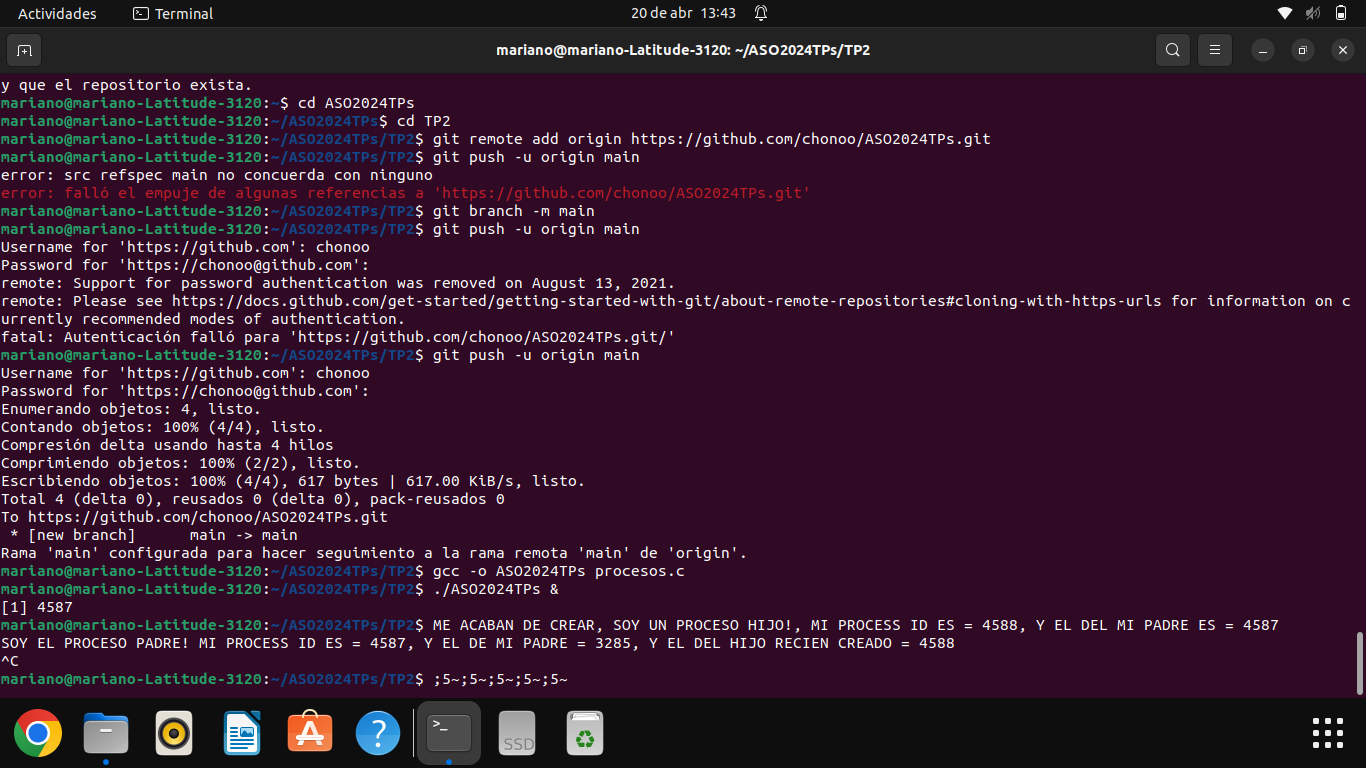 Actividades
Terminal
20 de abr 13:43
mariano@mariano-Latitude-3120: ~/ASO2024TPs/TP2
y que el repositorio exista.
mariano@mariano-Latitude-3120:~$ cd ASO2024TPs
mariano@mariano-Latitude-3120:~/ASO2024TPs$ cd TP2
mariano@mariano-Latitude-3120:~/ASO2024TPs/TP2$ git remote add origin https://github.com/chonoo/ASO2024TPs.git
mariano@mariano-Latitude-3120:~/ASO2024TPs/TP2$ git push -u origin main
error: src refspec main no concuerda con ninguno
error: falló el empuje de algunas referencias a 'https://github.com/chonoo/ASO2024TPs.git'
mariano@mariano-Latitude-3120:~/ASO2024TPs/TP2$ git branch -m main
mariano@mariano-Latitude-3120:~/ASO2024TPs/TP2$ git push -u origin main
Username for 'https://github.com': chonoo
Password for 'https://chonoo@github.com':
remote: Support for password authentication was removed on August 13, 2021.
remote: Please see https://docs.github.com/get-started/getting-started-with-git/about-remote-repositories#cloning-with-https-urls for information on c
urrently recommended modes of authentication.
fatal: Autenticación falló para 'https://github.com/chonoo/ASO2024TPs.git/'
mariano@mariano-Latitude-3120:~/ASO2024TPs/TP2$ git push -u origin main
Username for 'https://github.com': chonoo
Password for 'https://chonoo@github.com':
Enumerando objetos: 4, listo.
Contando objetos: 100% (4/4), listo.
Compresión delta usando hasta 4 hilos
Comprimiendo objetos: 100% (2/2), listo.
Escribiendo objetos: 100% (4/4), 617 bytes | 617.00 KiB/s, listo.
Total 4 (delta 0), reusados 0 (delta 0), pack-reusados 0
To https://github.com/chonoo/ASO2024TPs.git
 * [new branch]      main -> main
Rama 'main' configurada para hacer seguimiento a la rama remota 'main' de 'origin'.
mariano@mariano-Latitude-3120:~/ASO2024TPs/TP2$ gcc -o ASO2024TPs procesos.c
mariano@mariano-Latitude-3120:~/ASO2024TPs/TP2$ ./ASO2024TPs &
[1] 4587
mariano@mariano-Latitude-3120:~/ASO2024TPs/TP2$ ME ACABAN DE CREAR, SOY UN PROCESO HIJO!, MI PROCESS ID ES = 4588, Y EL DEL MI PADRE ES = 4587
SOY EL PROCESO PADRE! MI PROCESS ID ES = 4587, Y EL DE MI PADRE = 3285, Y EL DEL HIJO RECIEN CREADO = 4588
^C
mariano@mariano-Latitude-3120:~/ASO2024TPs/TP2$ ;5~;5~;5~;5~;5~
SSD